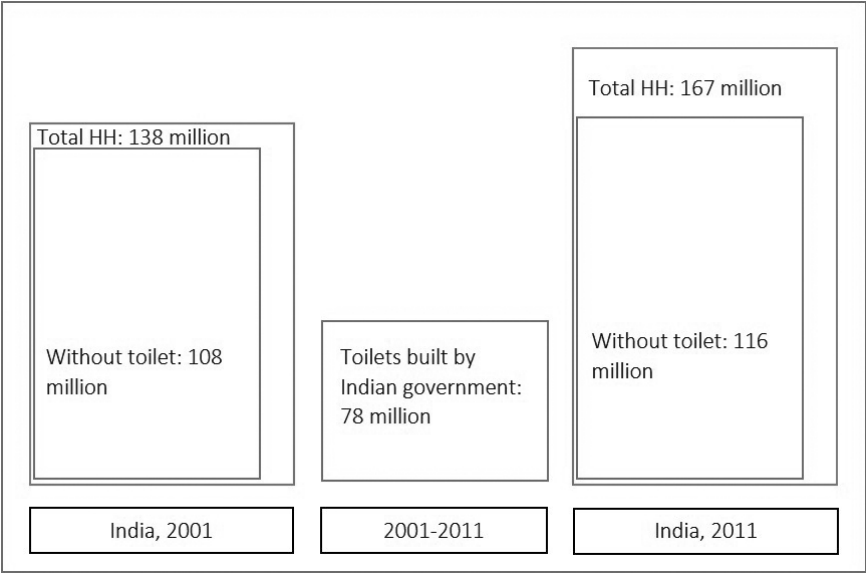 Total HH: 138 million
Without toilet: 108
million
India, 2001
Toilets built by
Indian government:
78 million
2001-2011
Total HH: 167 million
Without toilet: 116
million
India, 2011